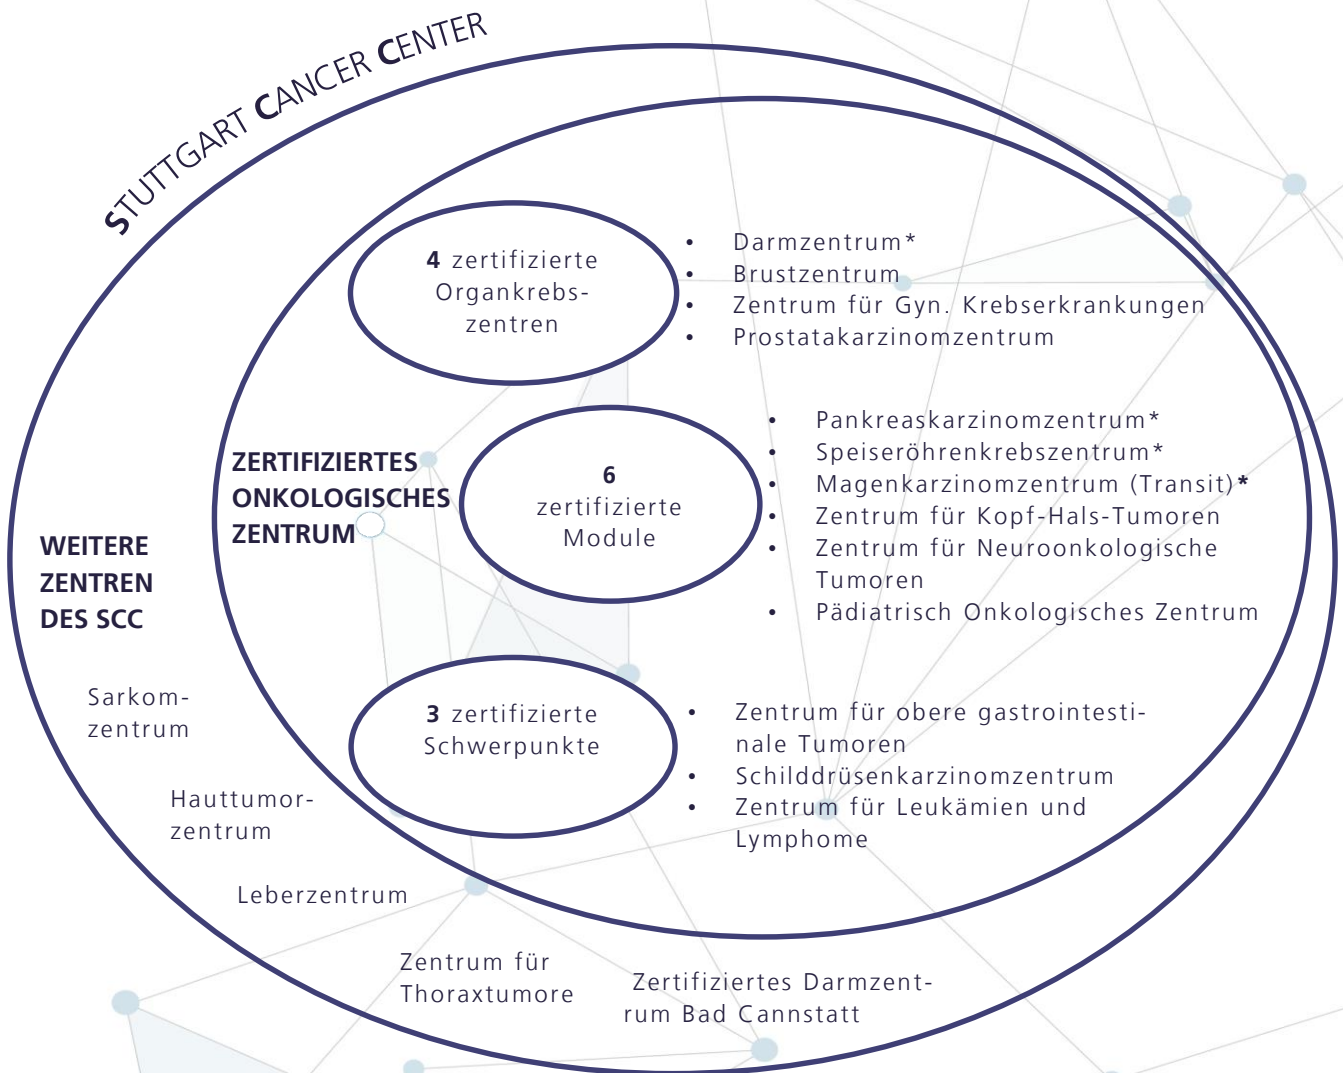 STUTTGART CANCER CENTER
4 zertifizierte
Organkrebs-
zentren
• Darmzentrum*
• Brustzentrum
• Zentrum für Gyn. Krebserkrankungen
• Prostatakarzinomzentrum
ZERTIFIZIERTES
ONKOLOGISCHES
ZENTRUM
6
zertifizierte
Module
• Pankreaskarzinomzentrum*
• Speiseröhrenkrebszentrum*
• Magenkarzinomzentrum (Transit)*
• Zentrum für Kopf-Hals-Tumoren
• Zentrum für Neuroonkologische
Tumoren
• Pädiatrisch Onkologisches Zentrum
WEITERE
ZENTREN
DES SCC
3 zertifizierte
Schwerpunkte
• Zentrum für obere gastrointesti-
nale Tumoren
• Schilddrüsenkarzinomzentrum
• Zentrum für Leukämien und
Lymphome
Sarkom-
zentrum
Hauttumor-
zentrum
Leberzentrum
Zentrum für
Thoraxtumore
Zertifiziertes Darmzent-
rum Bad Cannstatt